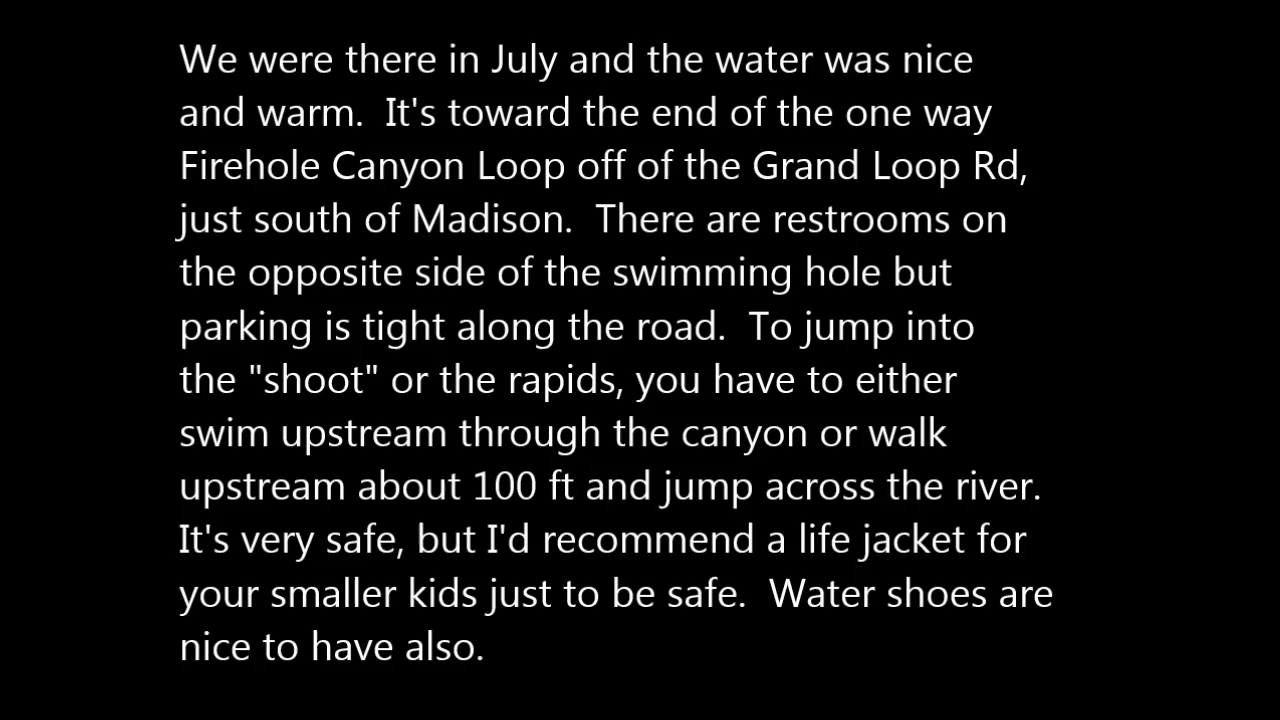 We were there in July and the water was nice
and warm.  It's toward the end of the one way
Firehole Canyon Loop off of the Grand Loop Rd,
just south of Madison.  There are restrooms on
the opposite side of the swimming hole but
parking is tight along the road.  To jump into
the "shoot" or the rapids, you have to either
swim upstream through the canyon or walk
upstream about 100 ft and jump across the river.
It's very safe, but I'd recommend a life jacket for
your smaller kids just to be safe.  Water shoes are
nice to have also.